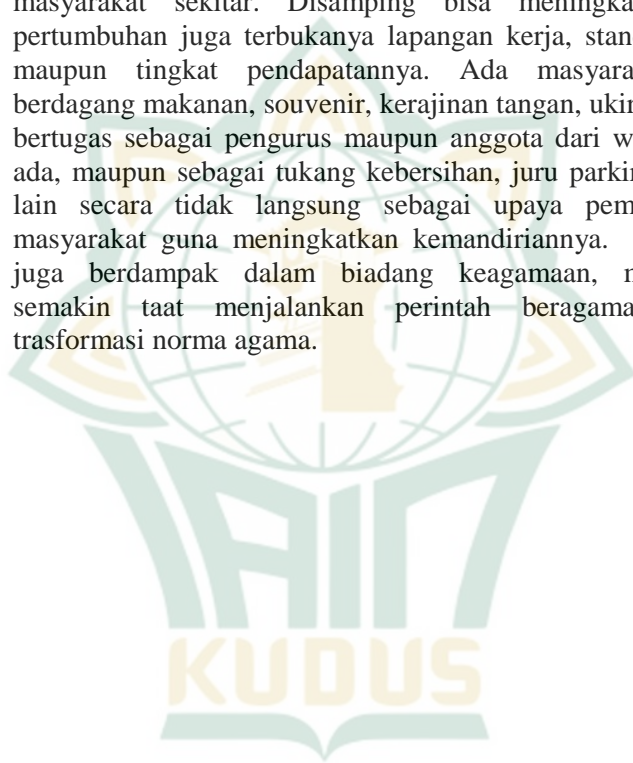 masyarakat sekitar. Disamping bisa meningka
pertumbuhan juga terbukanya lapangan kerja, stan
maupun tingkat pendapatannya. Ada masyara
berdagang makanan, souvenir, kerajinan tangan, ukir
bertugas sebagai pengurus maupun anggota dari w
ada, maupun sebagai tukang kebersihan, juru parkir
lain secara tidak langsung sebagai upaya pem
masyarakat guna meningkatkan kemandiriannya.
juga berdampak dalam biadang keagamaan, m
semakin taat menjalankan perintah beragama
trasformasi norma agama.
IAIN
KUDUS